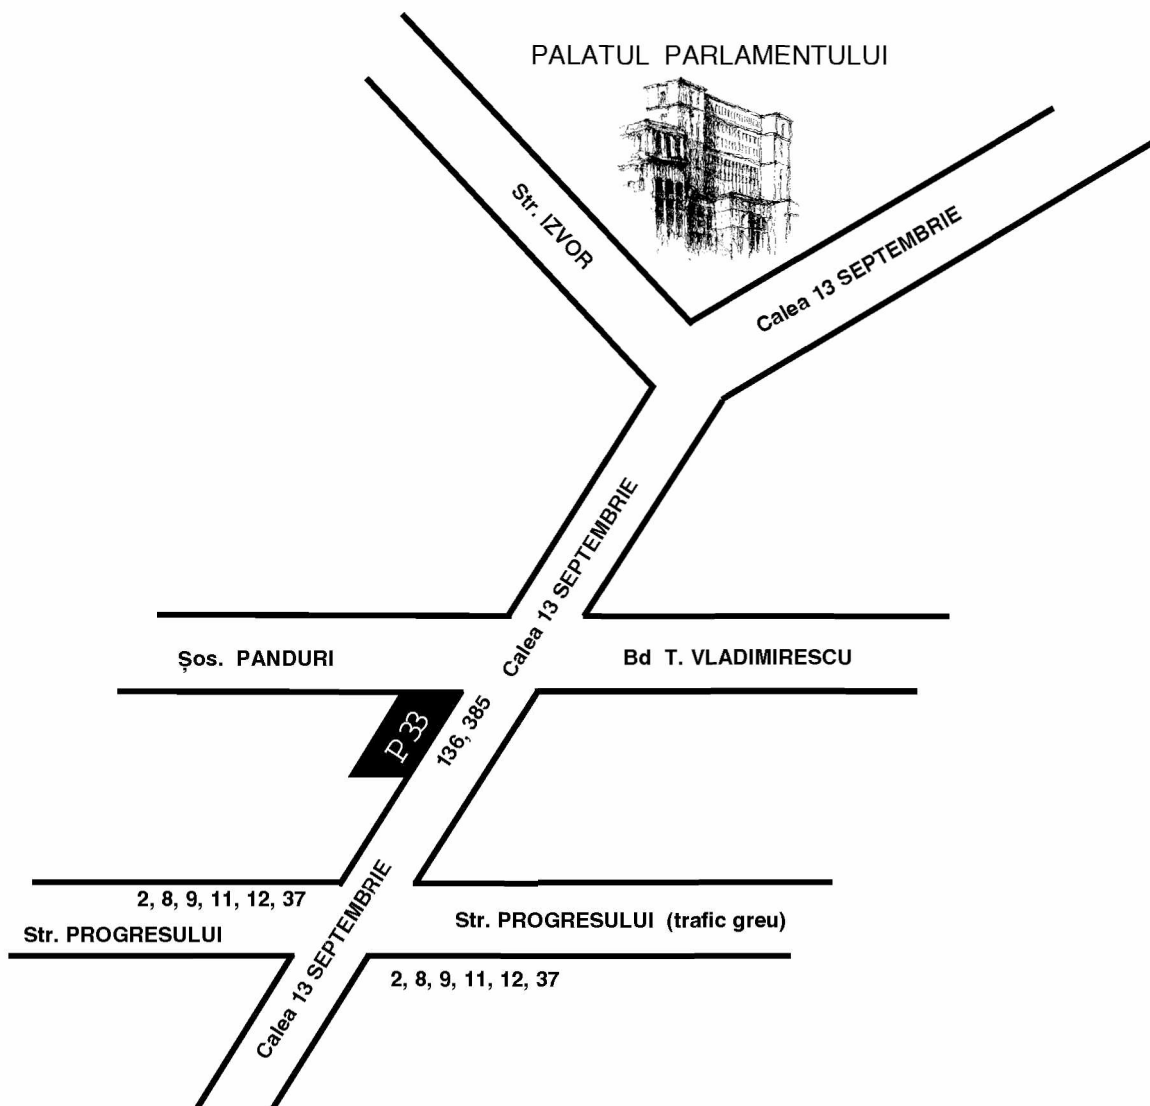 PALATUL PARLAMENTULUI
Str. IZVOR
Calea 13 SEPTEMBRIE
Calea 13 SEPTEMBRIE
Șos. PANDURI
Bd T. VLADIMIRESCU
P 33
136, 385
2, 8, 9, 11, 12, 37
Str. PROGRESULUI
Str. PROGRESULUI (trafic greu)
Calea 13 SEPTEMBRIE
2, 8, 9, 11, 12, 37